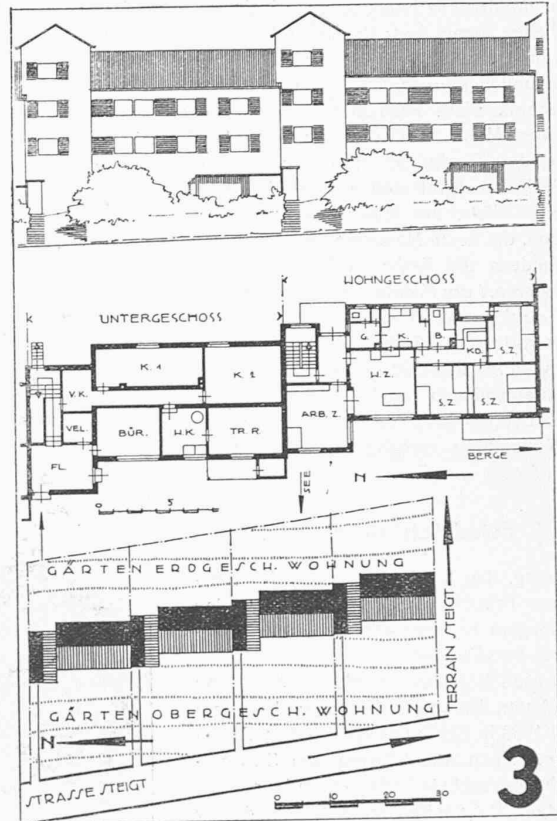 WOHNGESCHOSS
UNTERGESCHOSS
K. 1
K. 2
V.K.
VEL.
BÜR.
W.K.
TR. R.
FL.
G.
K.
B.
KO.
S.Z.
W.Z.
ARB. Z.
S.Z.
S.Z.
BERGE
0 5
SEE
N
GÄRTEN ERDGESCH. WOHNUNG
TERRAIN STEIGT
GÄRTEN OBERGESCH. WOHNUNG
N
STRASSE STEIGT
0 10 20 30
3